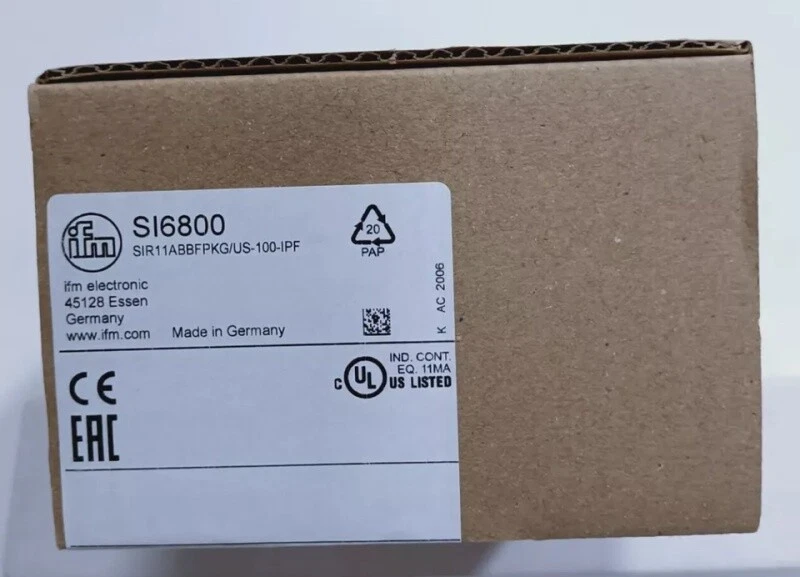 ifm
SI6800
SIR11ABBFPKG/US-100-IPF
20
PAP
ifm electronic
45128 Essen
Germany
www.ifm.com Made in Germany
K AC 2006
CE
EAC
C UL US LISTED
IND. CONT.
EQ. 11MA